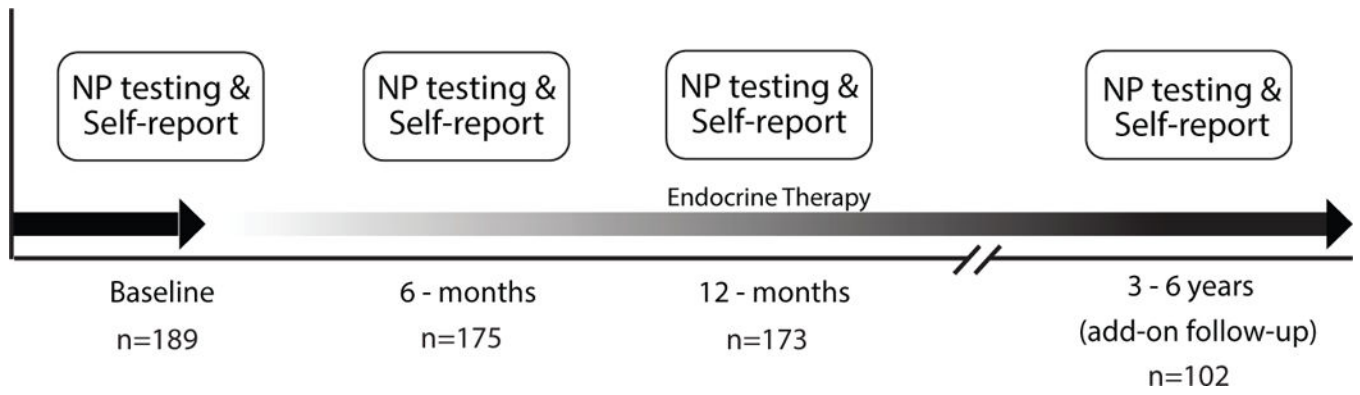 NP testing &
Self-report
NP testing &
Self-report
NP testing &
Self-report
NP testing &
Self-report
Endocrine Therapy
Baseline
n=189
6 - months
n=175
12 - months
n=173
3 - 6 years
(add-on follow-up)
n=102